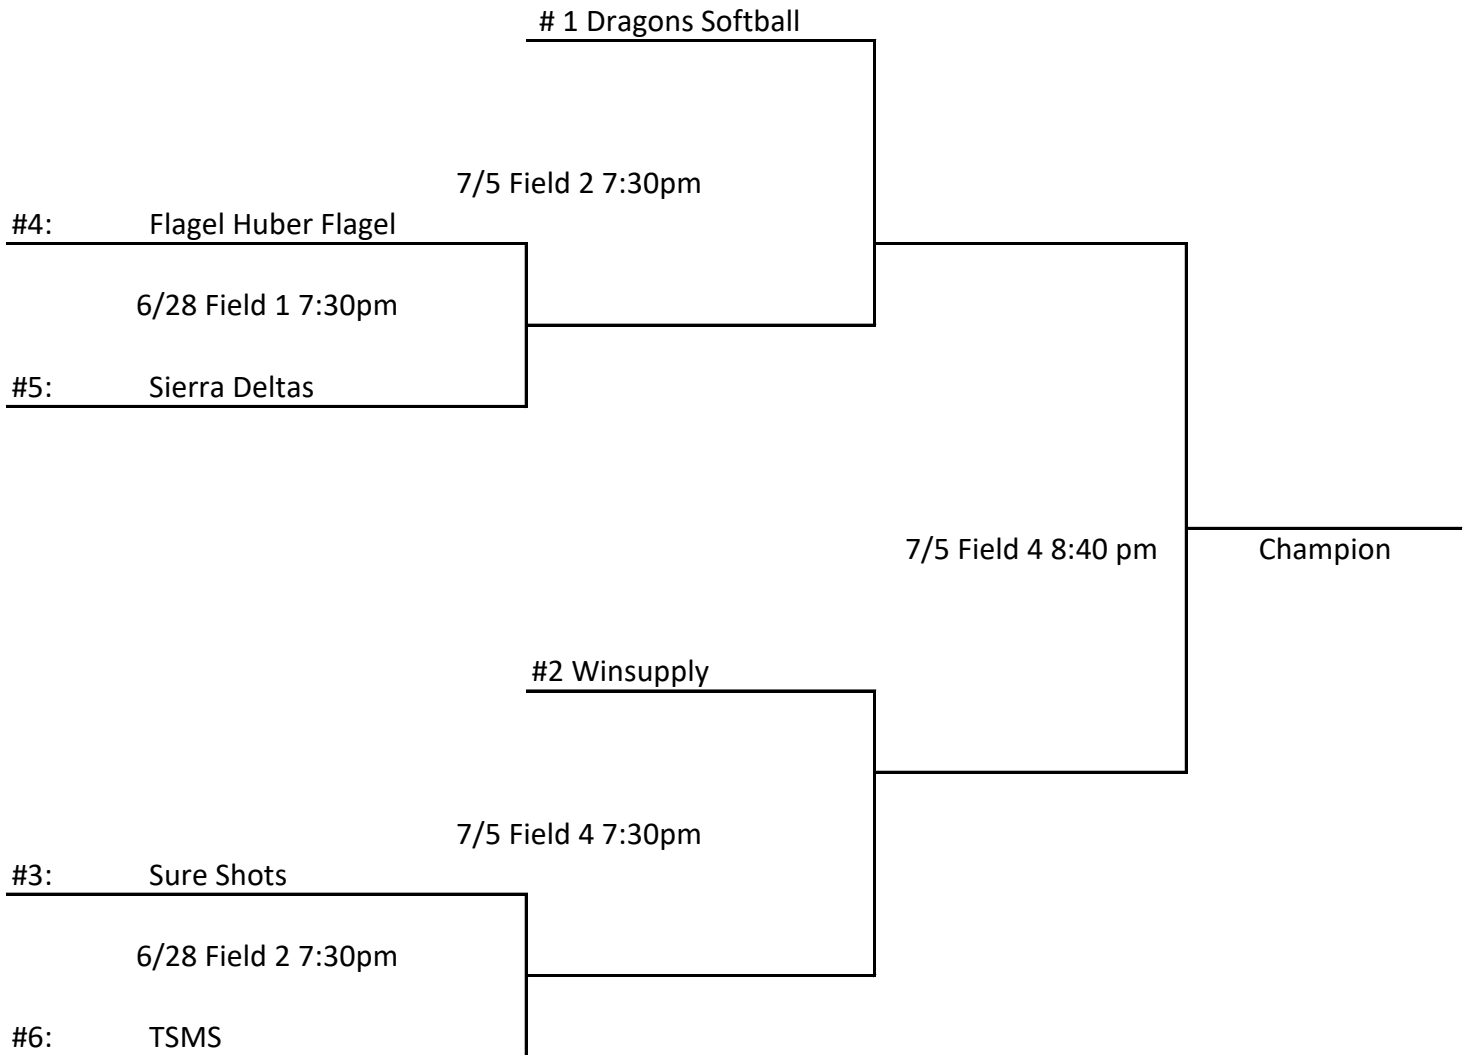 # 1 Dragons Softball
7/5 Field 2 7:30pm
#4: Flagel Huber Flagel
6/28 Field 1 7:30pm
#5: Sierra Deltas
7/5 Field 4 8:40 pm
Champion
#2 Winsupply
7/5 Field 4 7:30pm
#3: Sure Shots
6/28 Field 2 7:30pm
#6: TSMS